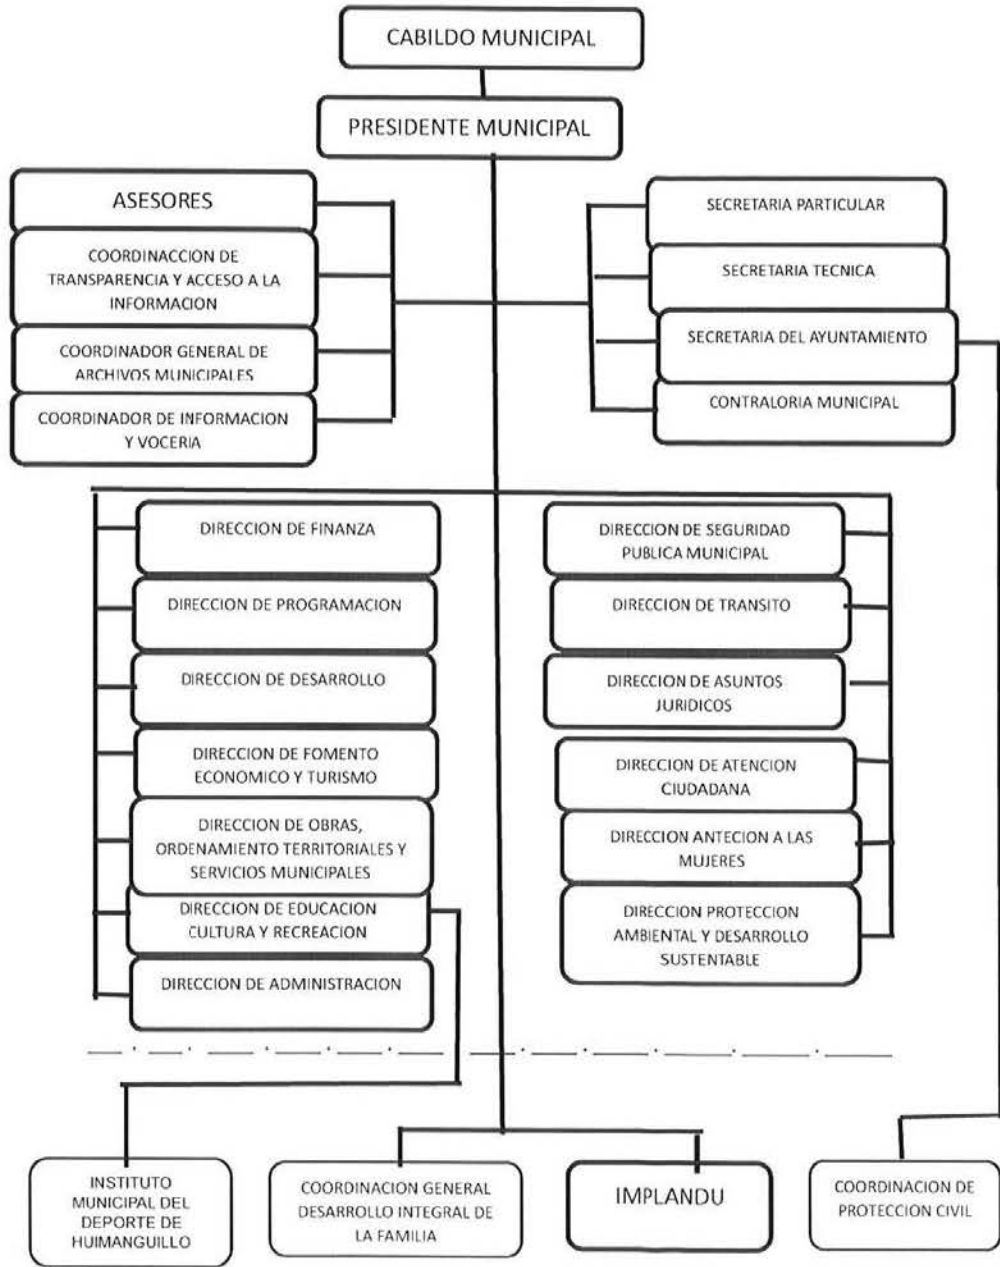 CABILDO MUNICIPAL
PRESIDENTE MUNICIPAL
ASESORES
COORDINACCION DE
TRANSPARENCIA Y ACCESO A LA
INFORMACION
COORDINADOR GENERAL DE
ARCHIVOS MUNICIPALES
COORDINADOR DE INFORMACION
Y VOCERIA
SECRETARIA PARTICULAR
SECRETARIA TECNICA
SECRETARIA DEL AYUNTAMIENTO
CONTRALORIA MUNICIPAL
DIRECCION DE FINANZA
DIRECCION DE PROGRAMACION
DIRECCION DE DESARROLLO
DIRECCION DE FOMENTO
ECONOMICO Y TURISMO
DIRECCION DE OBRAS,
ORDENAMIENTO TERRITORIALES Y
SERVICIOS MUNICIPALES
DIRECCION DE EDUCACION
CULTURA Y RECREACION
DIRECCION DE ADMINISTRACION
DIRECCION DE SEGURIDAD
PUBLICA MUNICIPAL
DIRECCION DE TRANSITO
DIRECCION DE ASUNTOS
JURIDICOS
DIRECCION DE ATENCION
CIUDADANA
DIRECCION ANTECION A LAS
MUJERES
DIRECCION PROTECCION
AMBIENTAL Y DESARROLLO
SUSTENTABLE
INSTITUTO
MUNICIPAL DEL
DEPORTE DE
HUIMANGUILLO
COORDINACION GENERAL
DESARROLLO INTEGRAL DE
LA FAMILIA
IMPLANDU
COORDINACION DE
PROTECCION CIVIL